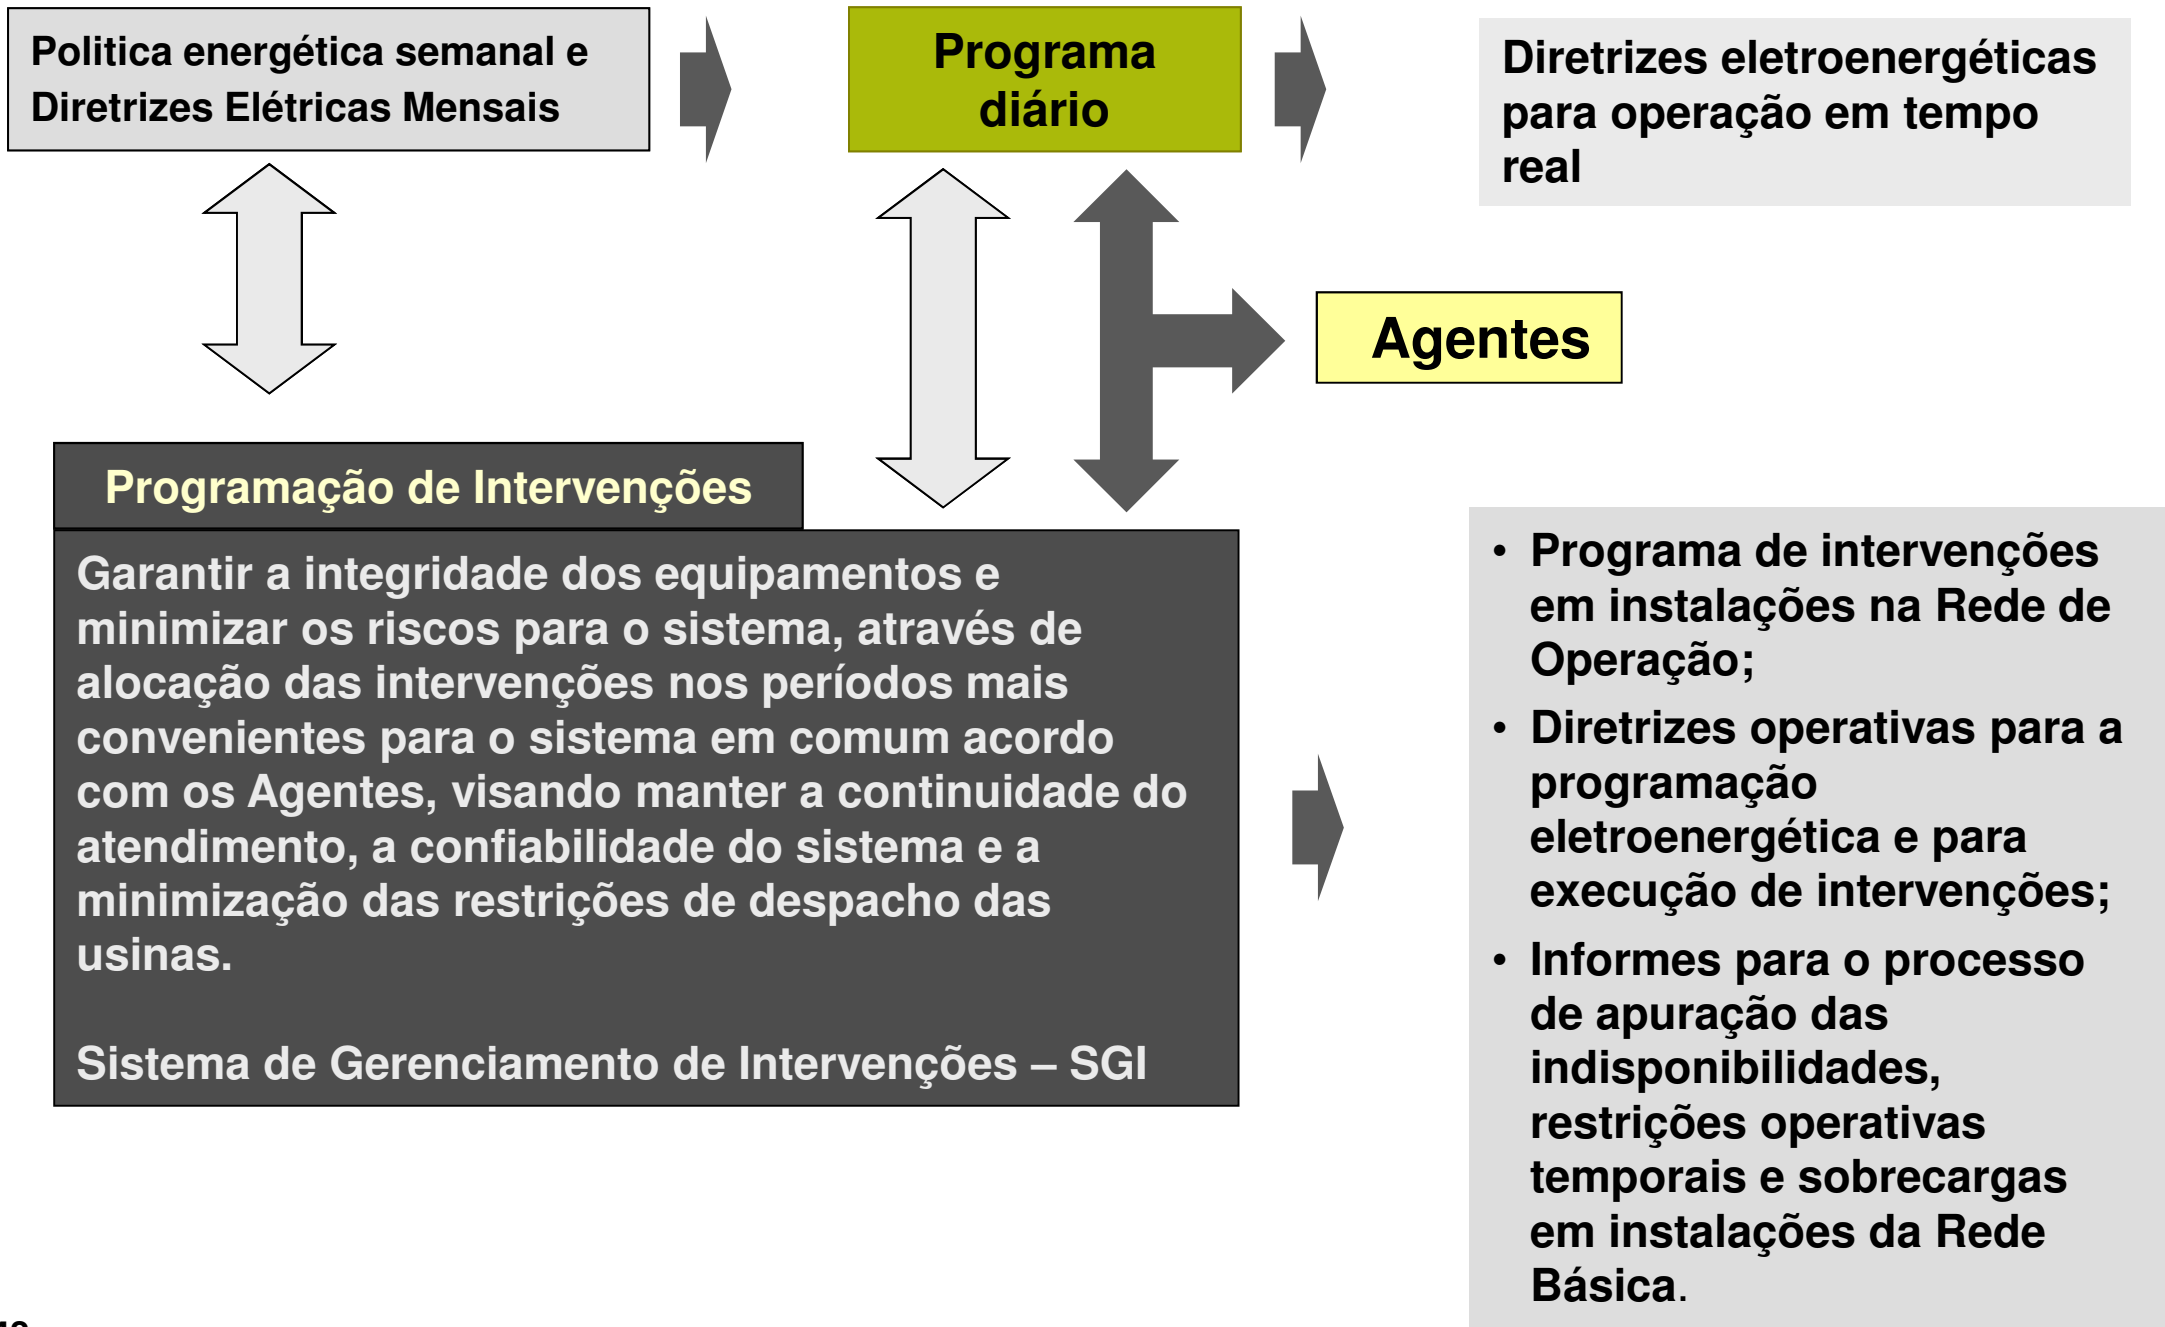 Politica energética semanal e
Diretrizes Elétricas Mensais
Programa
diário
Diretrizes eletroenergéticas
para operação em tempo
real
Agentes
Programação de Intervenções
Garantir a integridade dos equipamentos e
minimizar os riscos para o sistema, através de
alocação das intervenções nos períodos mais
convenientes para o sistema em comum acordo
com os Agentes, visando manter a continuidade do
atendimento, a confiabilidade do sistema e a
minimização das restrições de despacho das
usinas.
Sistema de Gerenciamento de Intervenções – SGI
• Programa de intervenções
em instalações na Rede de
Operação;
• Diretrizes operativas para a
programação
eletroenergética e para
execução de intervenções;
• Informes para o processo
de apuração das
indisponibilidades,
restrições operativas
temporais e sobrecargas
em instalações da Rede
Básica.